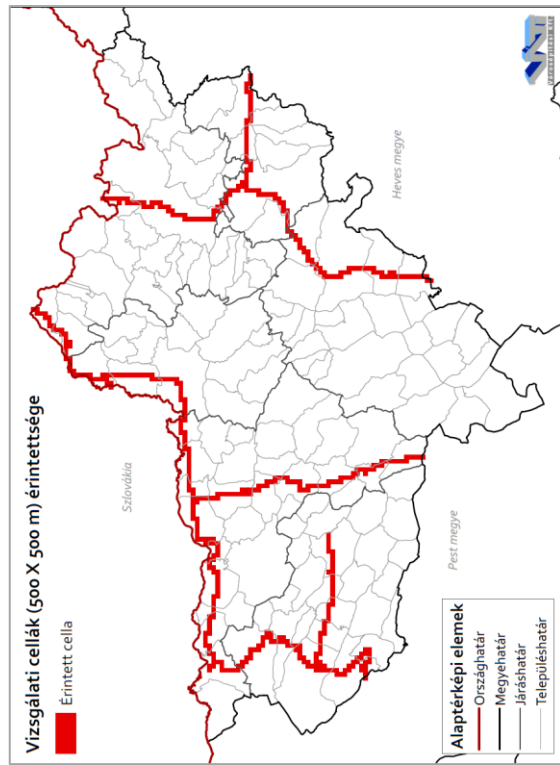 Vizsgálati cellák (500 X 500 m) érintettsége
Érintett cella
Szlovákia
Heves megye
Pest megye
Alaptérképi elemek
Országhatár
Megyehatár
Járáshatár
Településhatár